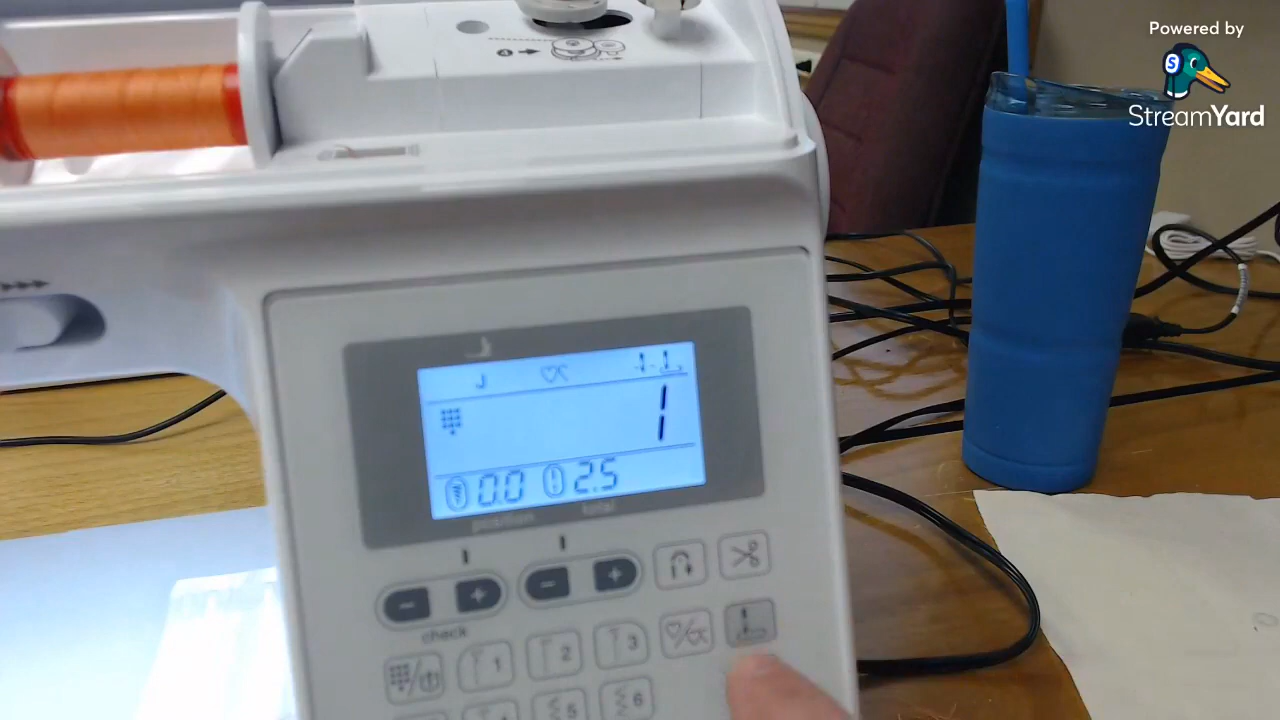 Powered by
S
StreamYard
J
1
0.0 2.5
position total
check
1 2 3
5 6